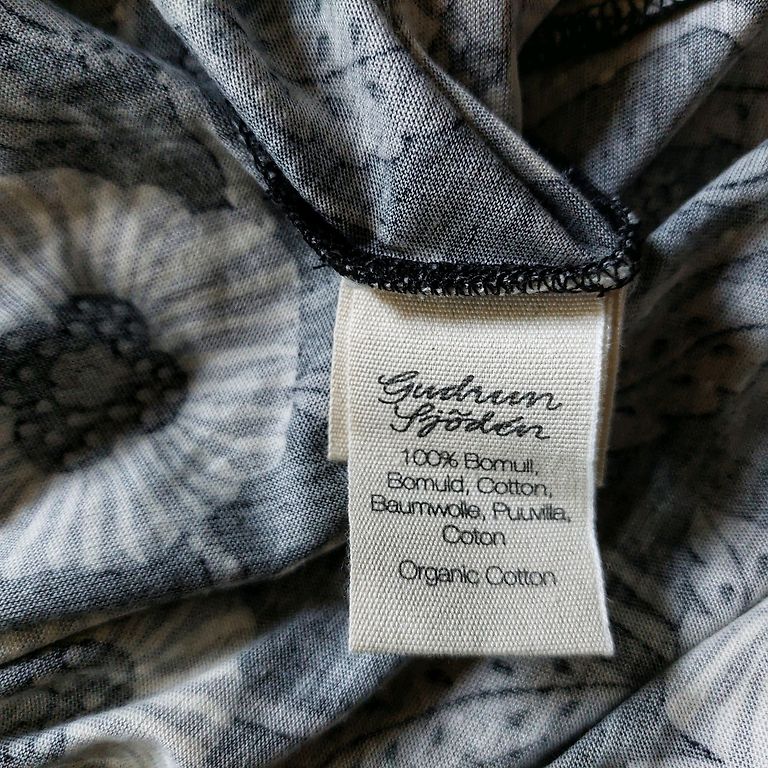 Gudrun
Sjödén
100% Bomull,
Bomuld, Cotton,
Baumwolle, Puuvilla,
Coton
Organic Cotton